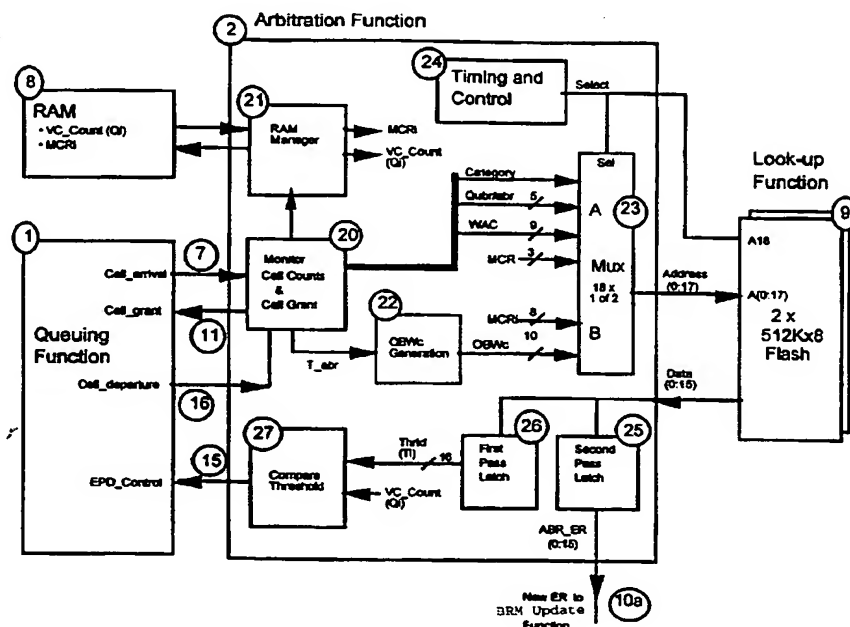 2
Arbitration Function
8
RAM
• VC_Count (Qi)
• MCRi
21
RAM
Manager
MCRi
VC_Count
(Qi)
24
Timing and
Control
Select
Sel
Category
Qubr/abr
5
WAC
9
MCR
3
A
23
Mux
18 x
1 of 2
MCRi
8
B
OBWc
10
Look-up
Function
9
A18
Address
(0:17)
A(0:17)
2 x
512Kx8
Flash
Data
(0:15)
1
Queuing
Function
Cell_arrival
7
20
Monitor
Cell Counts
&
Cell Grant
Cell_grant
11
T_abr
22
OBWc
Generation
Cell_departure
16
27
Compare
Threshold
EPD_Control
15
Thrld
(Ti)
16
VC_Count
(Qi)
26
First
Pass
Latch
25
Second
Pass
Latch
ABR_ER
(0:15)
10a
New ER to
BRM Update
Function